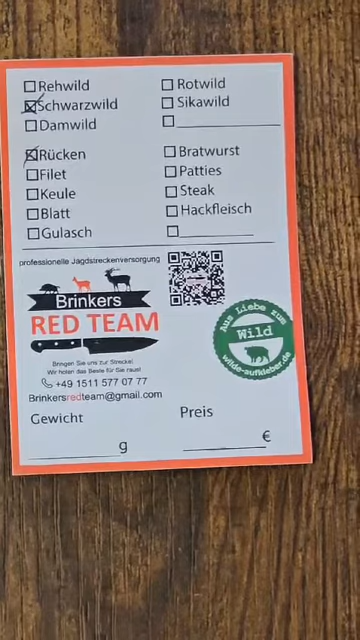 Rehwild
Rotwild
Schwarzwild
Sikawild
Damwild
Rücken
Bratwurst
Filet
Patties
Keule
Steak
Blatt
Hackfleisch
Gulasch
professionelle Jagdstreckenversorgung
Brinkers
RED TEAM
Bringen Sie uns zur Strecke!
Wir holen das Beste für Sie raus!
+49 1511 577 07 77
Brinkersredteam@gmail.com
Aus Liebe zum
Wild
www.wilde-aufkleber.de
Gewicht
Preis
g
€